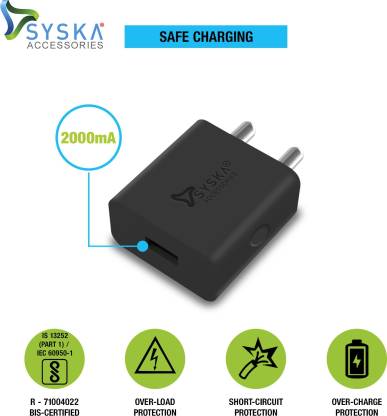 SYSKA®
ACCESSORIES
SAFE CHARGING
2000mA
SYSKA®
ACCESSORIES
IS 13252
(PART 1) /
IEC 60950-1
R - 71004022
BIS-CERTIFIED
OVER-LOAD
PROTECTION
SHORT-CIRCUIT
PROTECTION
OVER-CHARGE
PROTECTION